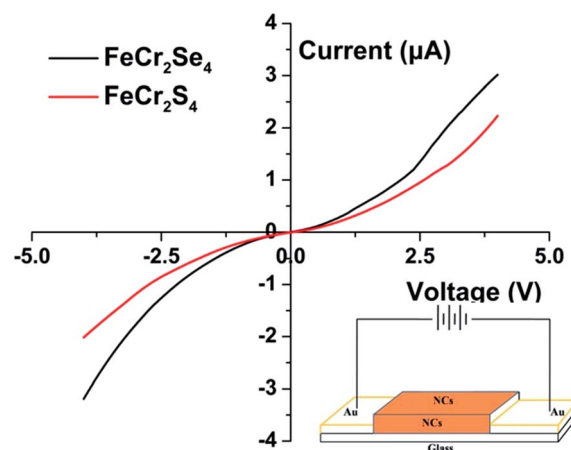 4
FeCr₂Se₄
Current (μA)
FeCr₂S₄
3
2
1
0
-5.0 -2.5 0.0 2.5 5.0
-1
Voltage (V)
-2
-3
NCs
Au NCs Au
-4
Glass